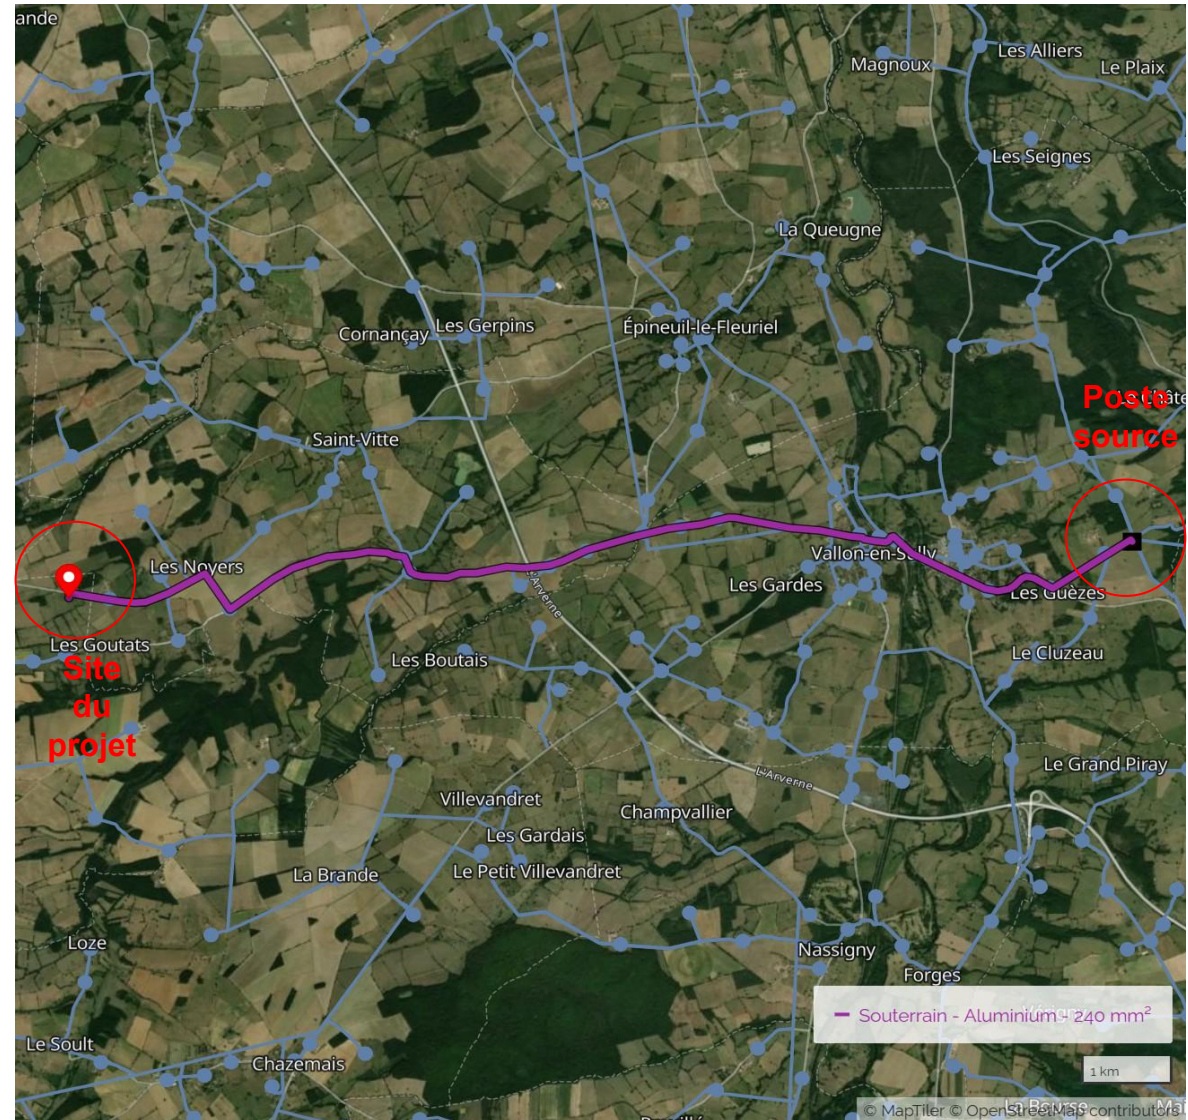 ande
Magnoux
Les Alliers
Le Plaix
Les Seignes
La Queugne
Cornançay
Les Gerpins
Épineuil-le-Fleuriel
Poste
source
Saint-Vitte
Les Noyers
Vallon-en-Sully
Les Gardes
Les Guèzes
L'Arverne
Les Goutats
Site
du
projet
Les Boutais
Le Cluzeau
Le Grand Piray
L'Arverne
Villevandret
Champvallier
Les Gardais
Le Petit Villevandret
La Brande
Loze
Nassigny
Forges
Souterrain - Aluminium - 240 mm²
Le Soult
Chazemais
1 km
La Bourse
© MapTiler © OpenStreetMap contributors